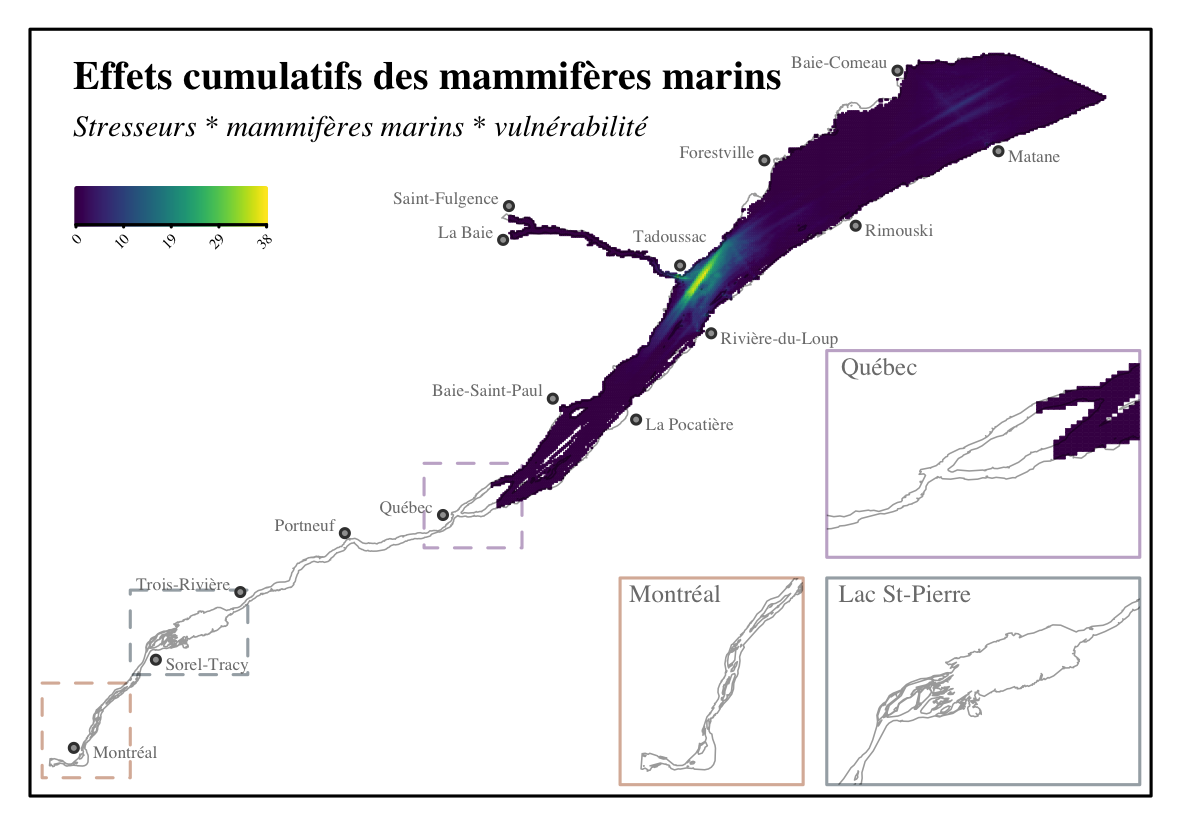 Effets cumulatifs des mammifères marins
Stresseurs * mammifères marins * vulnérabilité
0
10
19
29
38
Baie-Comeau
Forestville
Matane
Saint-Fulgence
La Baie
Tadoussac
Rimouski
Rivière-du-Loup
Baie-Saint-Paul
La Pocatière
Québec
Portneuf
Trois-Rivière
Sorel-Tracy
Montréal
Québec
Montréal
Lac St-Pierre